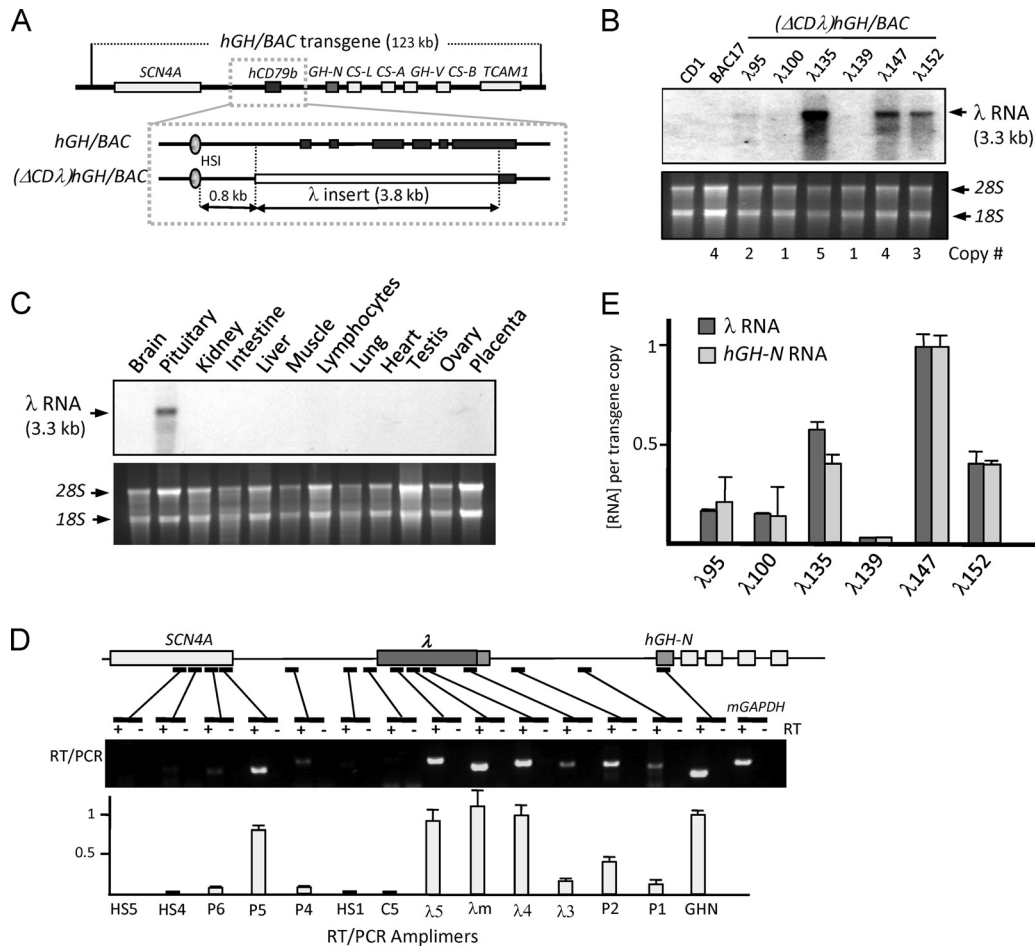 A
hGH/BAC transgene (123 kb)
SCN4A
hCD79b
GH-N CS-L CS-A GH-V CS-B TCAM1
hGH/BAC
HSI
(ΔCDλ)hGH/BAC
0.8 kb
λ insert (3.8 kb)
B
(ΔCDλ)hGH/BAC
CD1 BAC17 λ95 λ100 λ135 λ139 λ147 λ152
λ RNA
(3.3 kb)
28S
18S
4 2 1 5 1 4 3 Copy #
C
Brain Pituitary Kidney Intestine Liver Muscle Lymphocytes Lung Heart Testis Ovary Placenta
λ RNA
(3.3 kb)
28S
18S
E
λ RNA
hGH-N RNA
1
0.5
[RNA] per transgene copy
λ95 λ100 λ135 λ139 λ147 λ152
D
SCN4A
λ
hGH-N
mGAPDH
+ - + - + - + - + - + - + - + - + - + - + - + - + - + - + - RT
RT/PCR
1
0.5
HS5 HS4 P6 P5 P4 HS1 C5 λ5 λm λ4 λ3 P2 P1 GHN
RT/PCR Amplimers